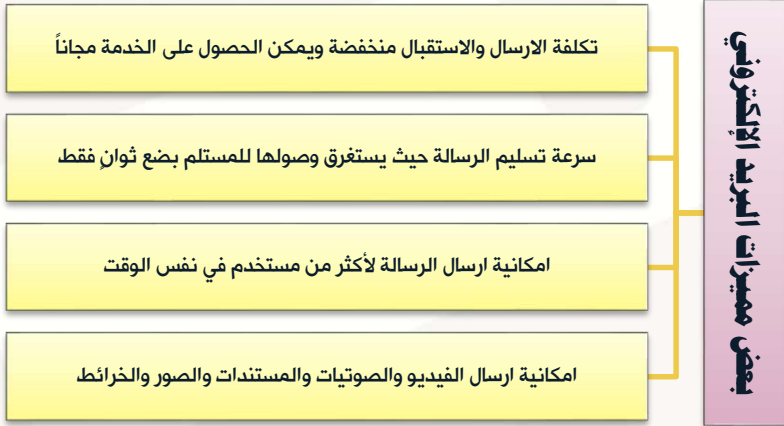 بعض مميزات البريد الإلكتروني
تكلفة الارسال والاستقبال منخفضة ويمكن الحصول على الخدمة مجاناً
سرعة تسليم الرسالة حيث يستغرق وصولها للمستلم بضع ثوانٍ فقط
امكانية ارسال الرسالة لأكثر من مستخدم في نفس الوقت
امكانية ارسال الفيديو والصوتيات والمستندات والصور والخرائط